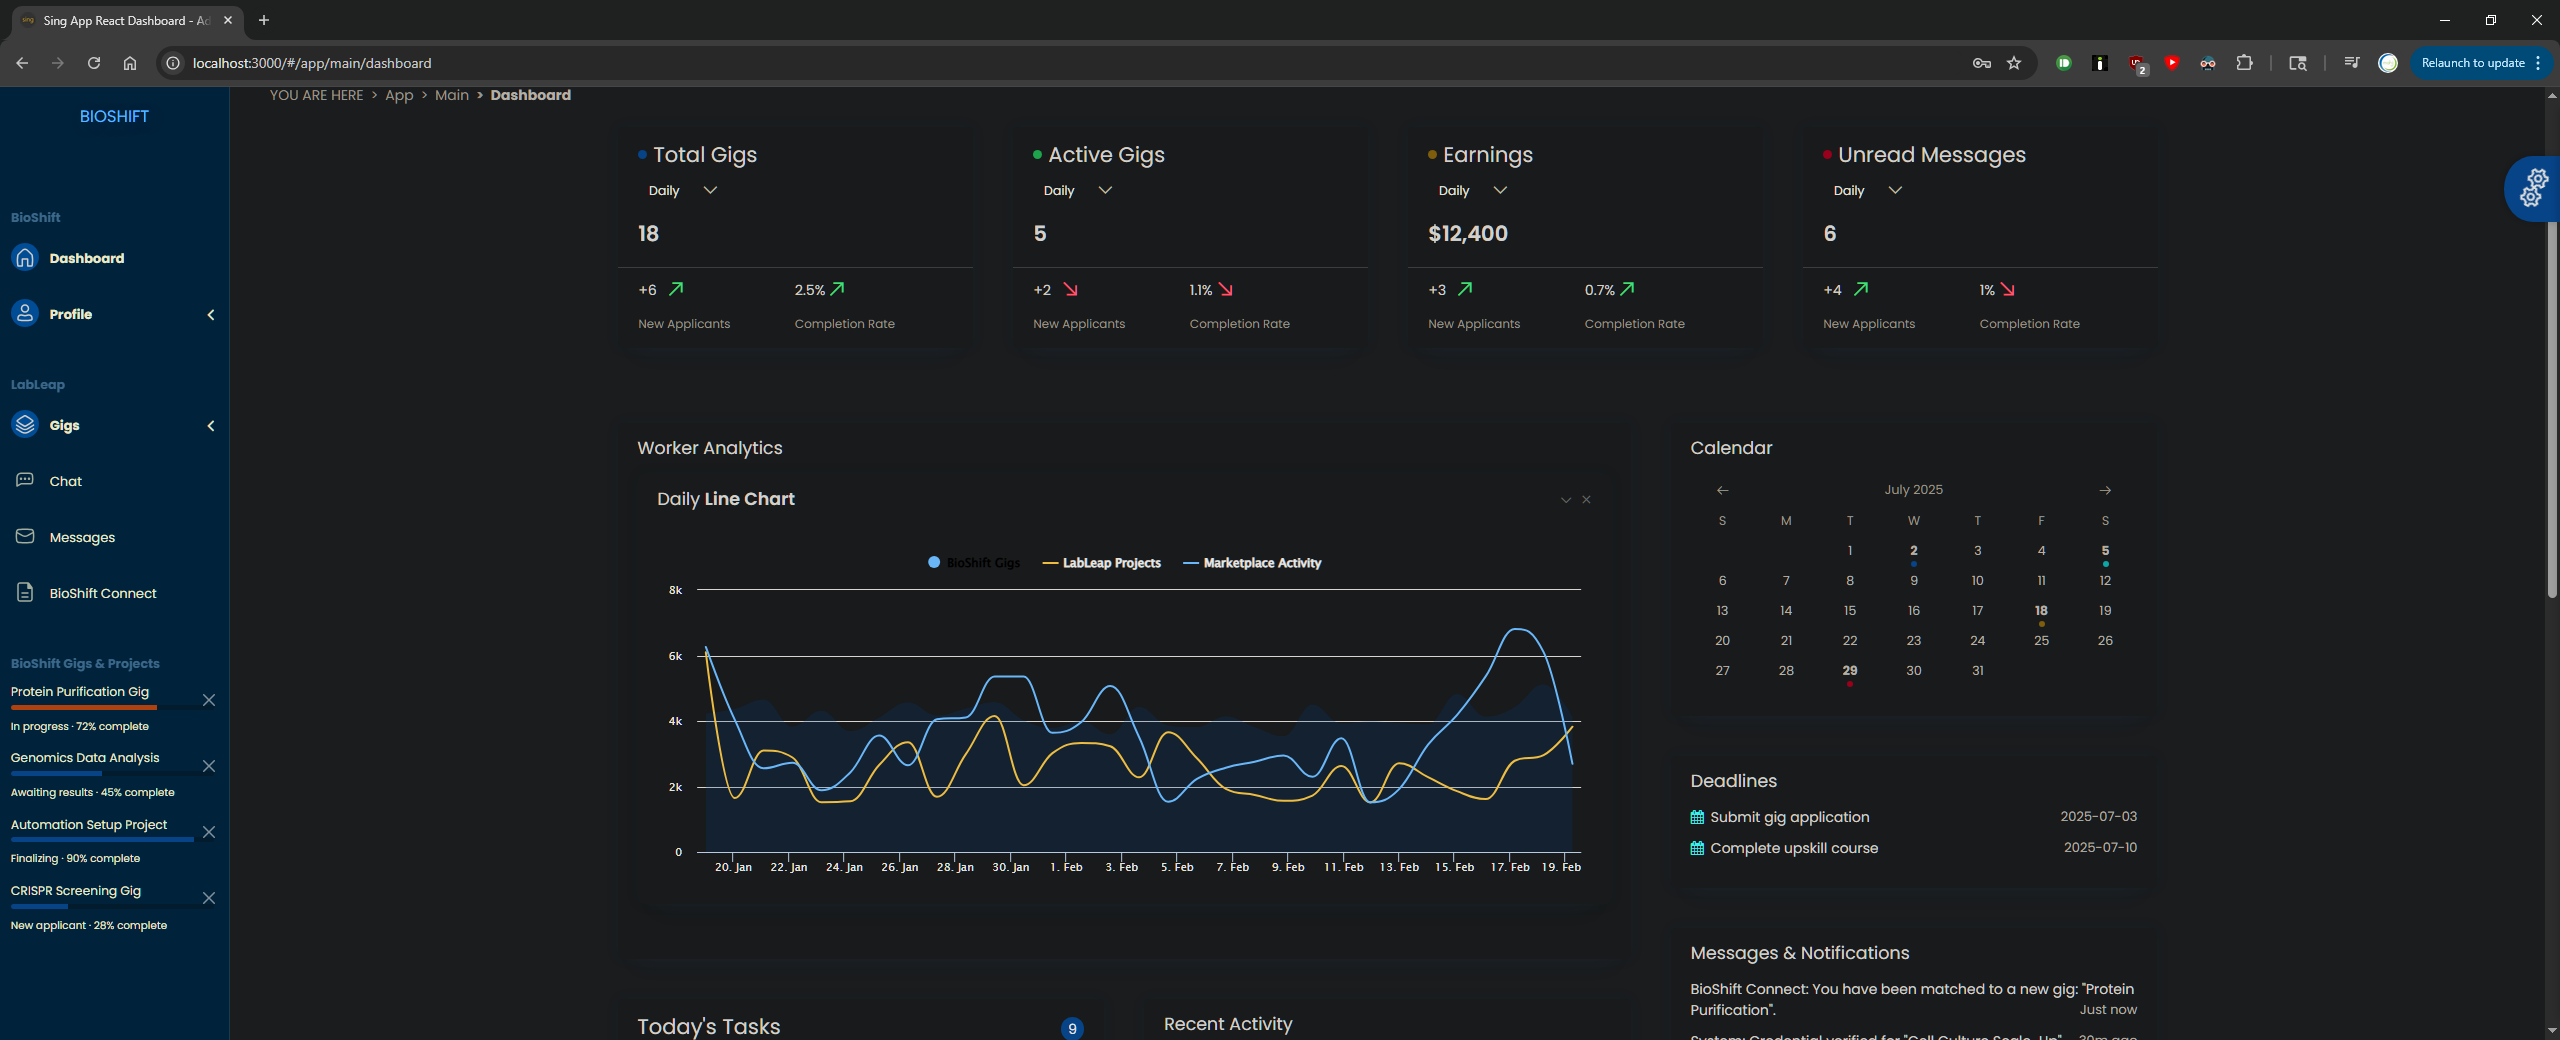 Sing App React Dashboard - Ad
localhost:3000/#/app/main/dashboard
2
Relaunch to update
BIOSHIFT
BioShift
Dashboard
Profile
LabLeap
Gigs
Chat
Messages
BioShift Connect
BioShift Gigs & Projects
Protein Purification Gig
In progress · 72% complete
Genomics Data Analysis
Awaiting results · 45% complete
Automation Setup Project
Finalizing · 90% complete
CRISPR Screening Gig
New applicant · 28% complete
YOU ARE HERE > App > Main > Dashboard
Total Gigs
Daily
18
+6 2.5%
New Applicants Completion Rate
Active Gigs
Daily
5
+2 1.1%
New Applicants Completion Rate
Earnings
Daily
$12,400
+3 0.7%
New Applicants Completion Rate
Unread Messages
Daily
6
+4 1%
New Applicants Completion Rate
Worker Analytics
Daily Line Chart
BioShift Gigs LabLeap Projects Marketplace Activity
8k
6k
4k
2k
0
20. Jan 22. Jan 24. Jan 26. Jan 28. Jan 30. Jan 1. Feb 3. Feb 5. Feb 7. Feb 9. Feb 11. Feb 13. Feb 15. Feb 17. Feb 19. Feb
Calendar
July 2025
S M T W T F S
1 2 3 4 5
6 7 8 9 10 11 12
13 14 15 16 17 18 19
20 21 22 23 24 25 26
27 28 29 30 31
Deadlines
Submit gig application 2025-07-03
Complete upskill course 2025-07-10
Messages & Notifications
BioShift Connect: You have been matched to a new gig: "Protein
Purification". Just now
System: Credential verified for "Cell Culture Scale-Up" 30m ago
Today's Tasks 9
Recent Activity